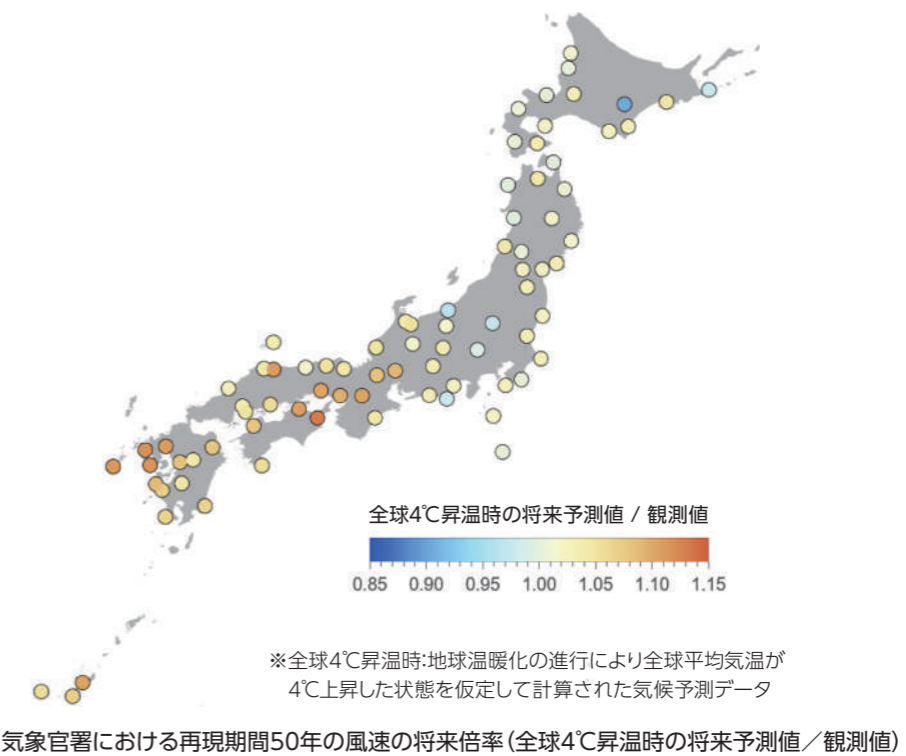 全球4℃昇温時の将来予測値 / 観測値
0.85 0.90 0.95 1.00 1.05 1.10 1.15
※全球4℃昇温時:地球温暖化の進行により全球平均気温が
4℃上昇した状態を仮定して計算された気候予測データ
気象官署における再現期間50年の風速の将来倍率(全球4℃昇温時の将来予測値／観測値)